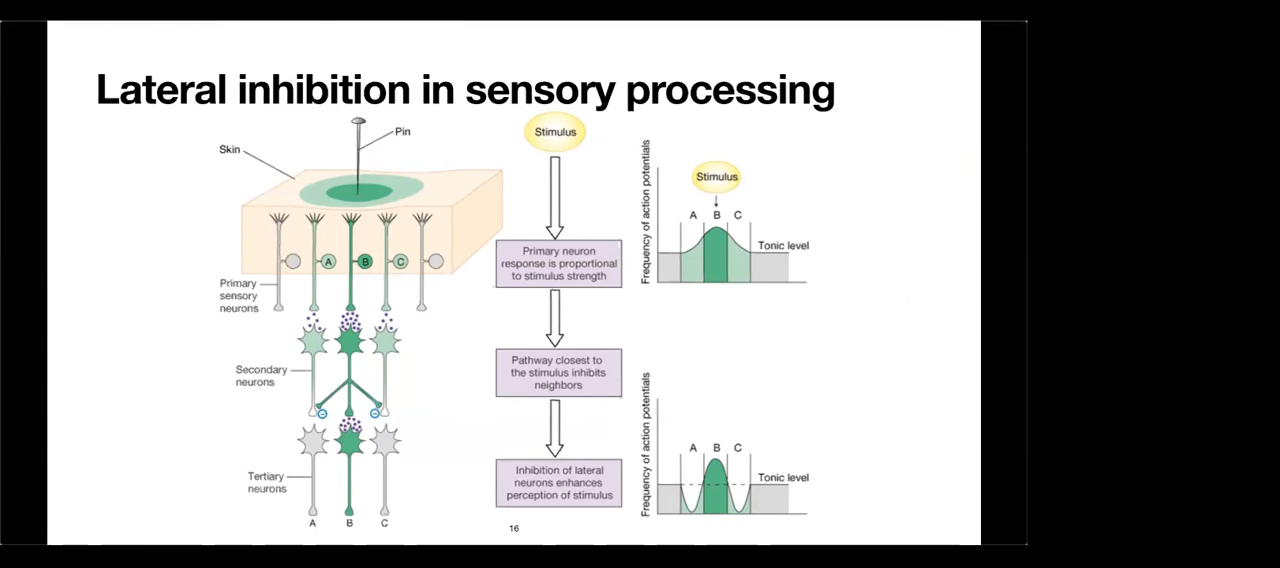 Lateral inhibition in sensory processing
Pin
Skin
A
B
C
Primary
sensory
neurons
Secondary
neurons
Tertiary
neurons
A
B
C
Stimulus
Primary neuron
response is proportional
to stimulus strength
Pathway closest to
the stimulus inhibits
neighbors
Inhibition of lateral
neurons enhances
perception of stimulus
Frequency of action potentials
Stimulus
A B C
Tonic level
Frequency of action potentials
A B C
Tonic level
16